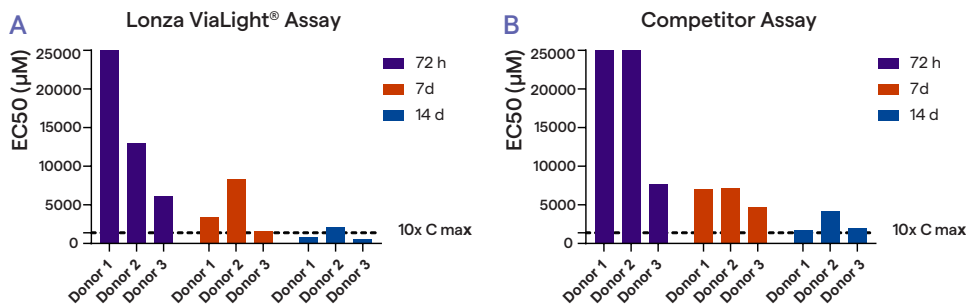 A
Lonza ViaLight® Assay
EC50 (µM)
25000
20000
15000
10000
5000
0
72 h
7d
14 d
10x C max
Donor 1
Donor 2
Donor 3
Donor 1
Donor 2
Donor 3
Donor 1
Donor 2
Donor 3
B
Competitor Assay
EC50 (µM)
25000
20000
15000
10000
5000
0
72 h
7d
14 d
10x C max
Donor 1
Donor 2
Donor 3
Donor 1
Donor 2
Donor 3
Donor 1
Donor 2
Donor 3